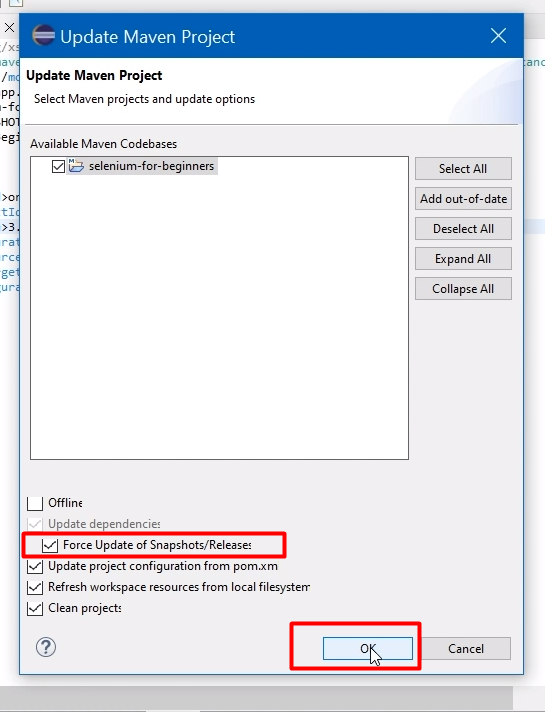 Update Maven Project
Update Maven Project
Select Maven projects and update options
Available Maven Codebases
selenium-for-beginners
Select All
Add out-of-date
Deselect All
Expand All
Collapse All
Offline
Update dependencies
Force Update of Snapshots/Releases
Update project configuration from pom.xm
Refresh workspace resources from local filesystem
Clean projects
OK
Cancel